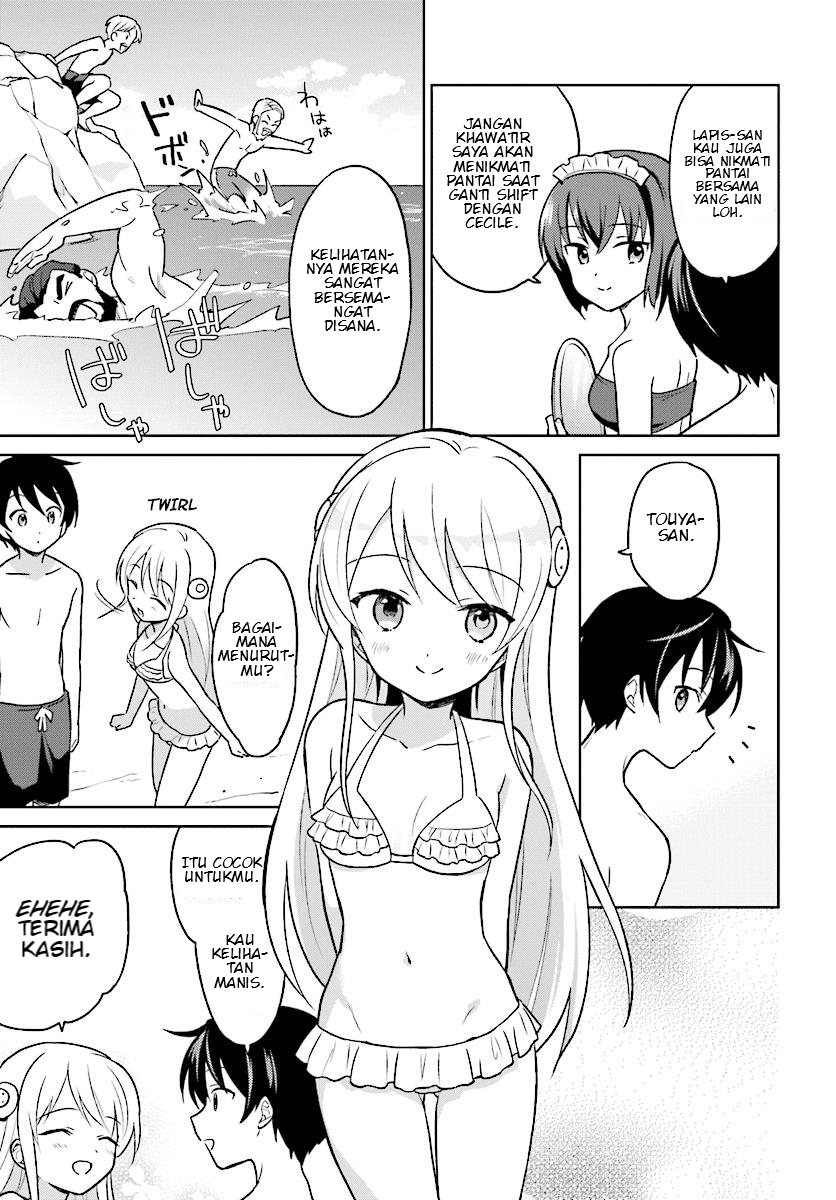 LAPIS-SAN
KAU JUGA
BISA NIKMATI
PANTAI
BERSAMA
YANG LAIN
LOH.
JANGAN
KHAWATIR
SAYA AKAN
MENIKMATI
PANTAI SAAT
GANTI SHIFT
DENGAN
CECILE.
わはは
ドボン
KELIHATAN-
NYA MEREKA
SANGAT
BERSEMA-
NGAT
DISANA.
ばしゃ
ばしゃ
TOUYA-
SAN.
TWIRL
BAGAI-
MANA
MENURUT-
MU?
ITU COCOK
UNTUKMU.
KAU
KELIHA-
TAN
MANIS.
EHEHE,
TERIMA
KASIH.